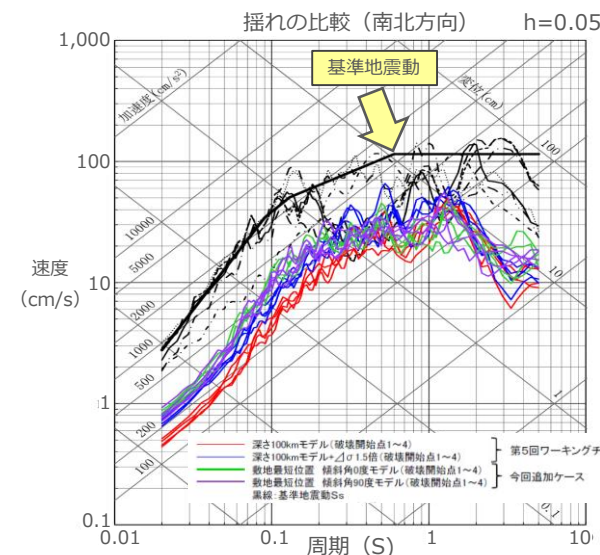 揺れの比較（南北方向） h=0.05
基準地震動
加速度(cm/s²)
変位(cm)
1,000
100
10
1
0.1
速度
（cm/s）
10000
5000
2000
1000
500
200
100
100
10
1
0.1
深さ100kmモデル（破壊開始点1～4）
深さ100kmモデル+⊿σ1.5倍（破壊開始点1～4）
第5回ワーキングチ
敷地最短位置 傾斜角0度モデル（破壊開始点1～4）
敷地最短位置 傾斜角90度モデル（破壊開始点1～4）
今回追加ケース
黒線：基準地震動Ss
0.01
0.1
1
10
周期（S）